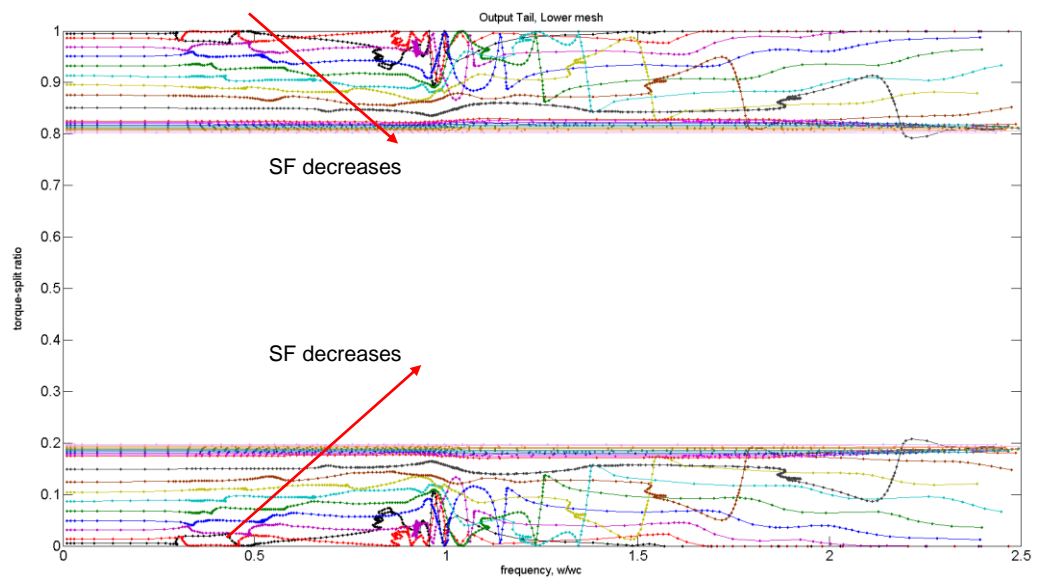 Output Tail, Lower mesh
1
0.9
0.8
SF decreases
0.7
0.6
torque-split ratio
0.5
0.4
SF decreases
0.3
0.2
0.1
0
0 0.5 1 1.5 2 2.5
frequency, w/wc